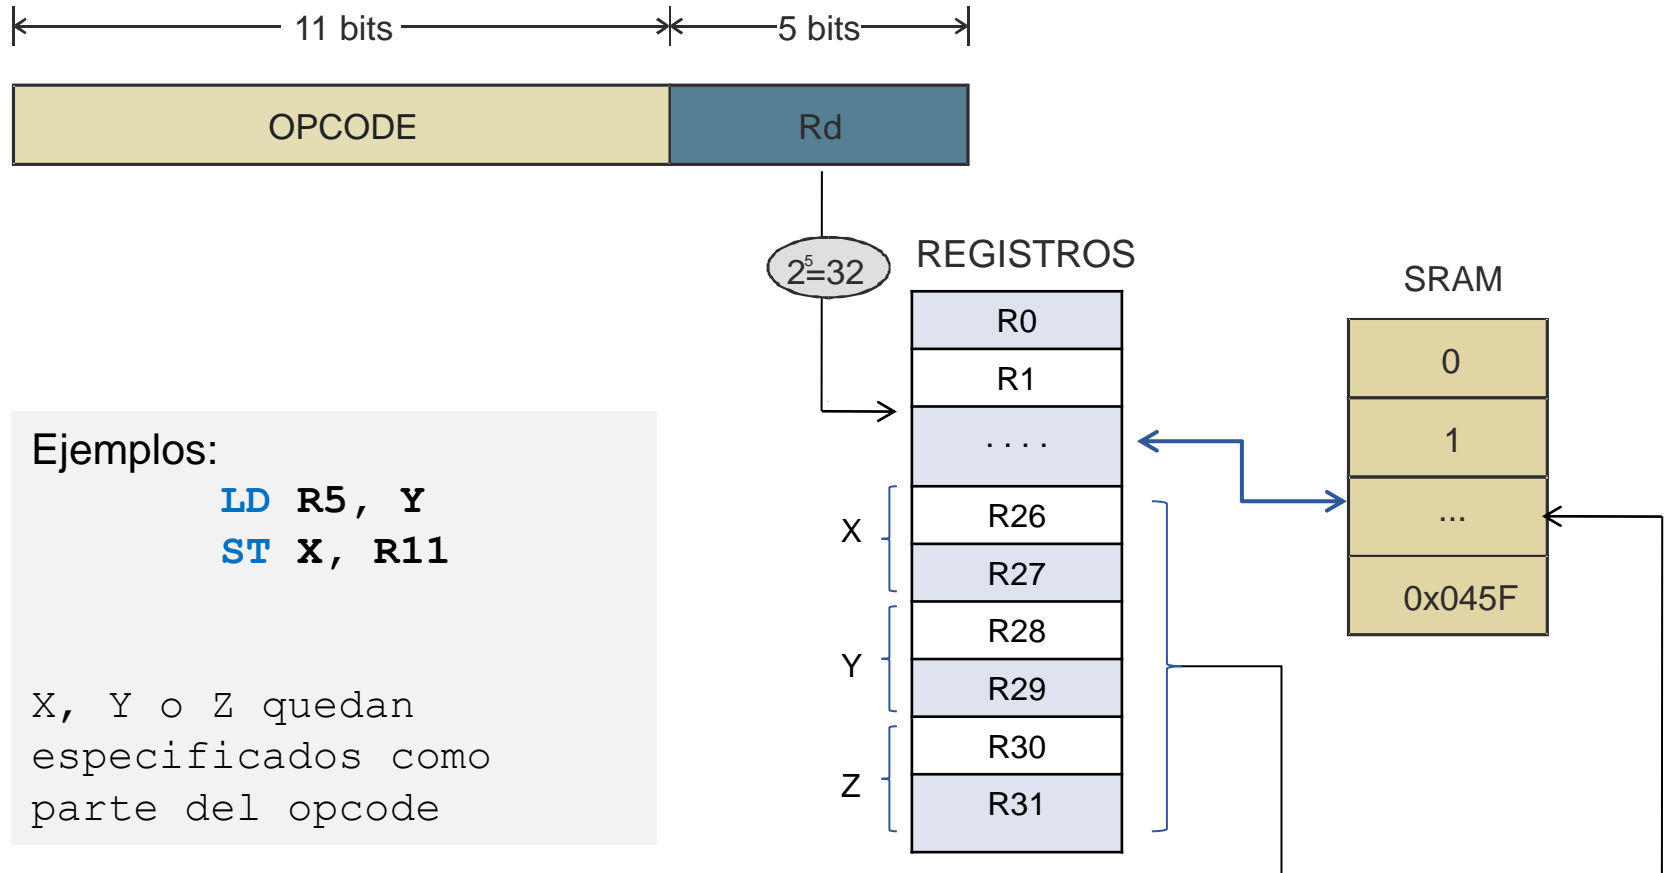 11 bits
5 bits
OPCODE
Rd
2⁵=32
REGISTROS
R0
R1
. . . .
R26
R27
R28
R29
R30
R31
X
Y
Z
SRAM
0
1
...
0x045F
Ejemplos:
LD R5, Y
ST X, R11
X, Y o Z quedan
especificados como
parte del opcode